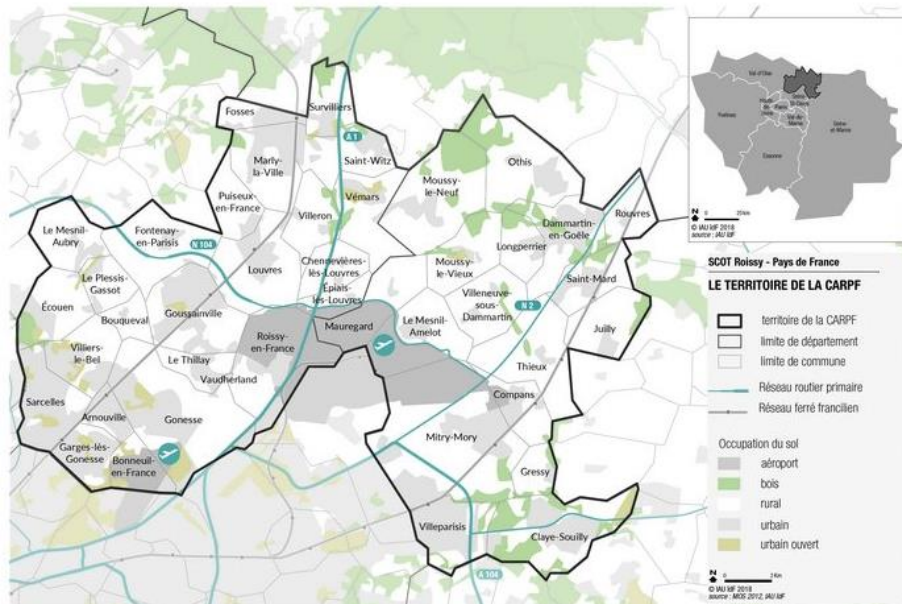 Fosses
Survilliers
A 1
Marly-
la-Ville
Saint-Witz
Othis
Moussy-
le-Neuf
Puiseux-
en-France
Vémars
Villeron
Rouvres
Dammartin-
en-Goële
Le Mesnil-
Aubry
Fontenay-
en-Parisis
N 104
Longperrier
Louvres
Chennevières-
lès-Louvres
Moussy-
le-Vieux
Saint-Mard
Le Plessis-
Gassot
Épiais-
lès-Louvres
Villeneuve-
sous-
Dammartin
N 2
Écouen
Bouqueval
Goussainville
Mauregard
Le Mesnil-
Amelot
Juilly
Roissy-
en-France
Villiers-
le-Bel
Le Thillay
Thieux
Vaudherland
Compans
Sarcelles
Arnouville
Gonesse
Mitry-Mory
Garges-lès-
Gonesse
Bonneuil-
en-France
Gressy
Villeparisis
Claye-Souilly
A 104
Val d'Oise
Yvelines
Paris
Essonne
Seine-
et-Marne
N
0 20 km
© IAU îdF 2018
source : IAU îdF
SCOT Roissy - Pays de France
LE TERRITOIRE DE LA CARPF
territoire de la CARPF
limite de département
limite de commune
Réseau routier primaire
Réseau ferré francilien
Occupation du sol
aéroport
bois
rural
urbain
urbain ouvert
N
© IAU îdF 2018
source : MOS 2012, IAU îdF